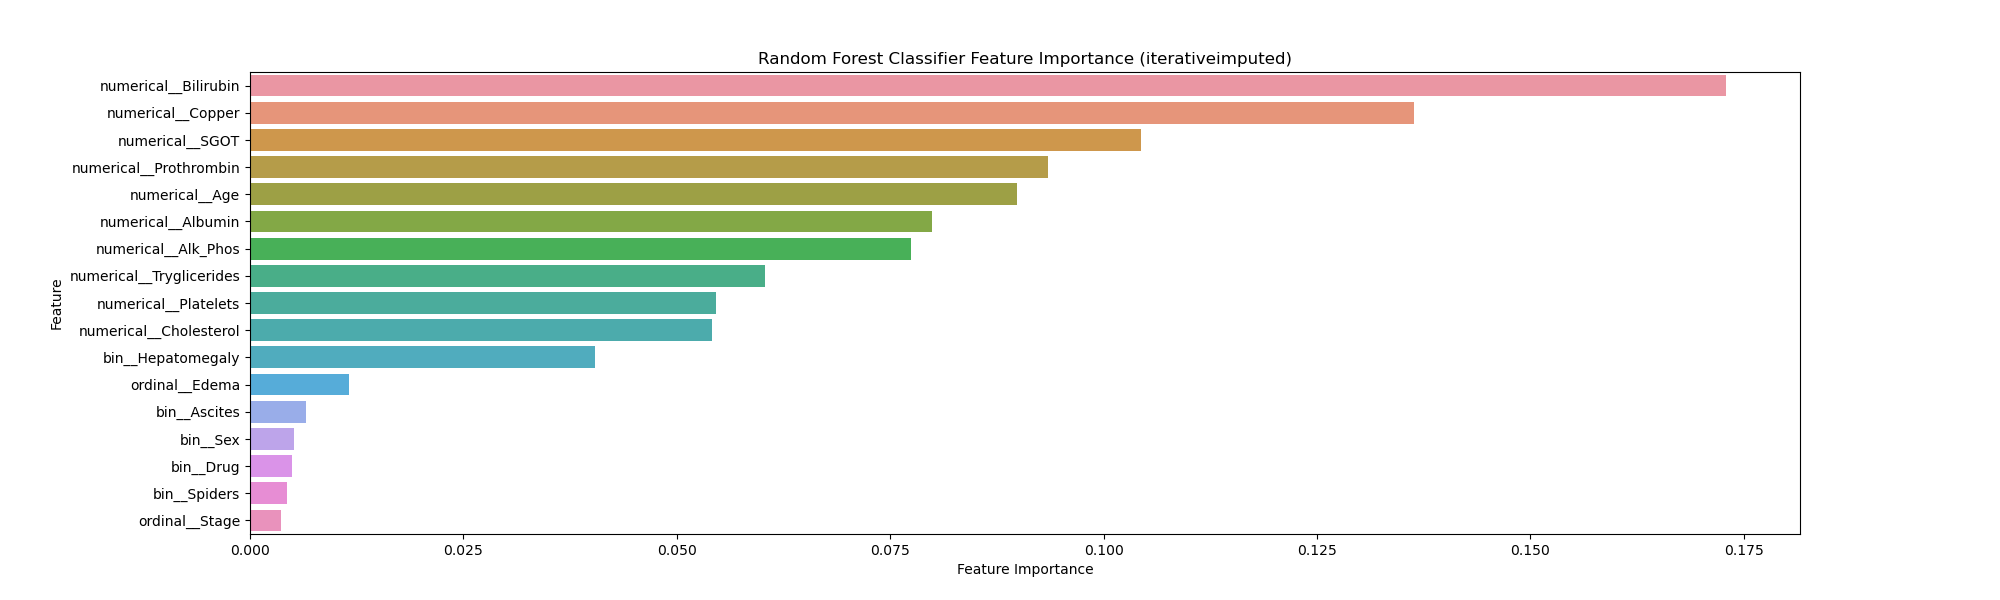 Random Forest Classifier Feature Importance (iterativeimputed)
Feature
numerical__Bilirubin
numerical__Copper
numerical__SGOT
numerical__Prothrombin
numerical__Age
numerical__Albumin
numerical__Alk_Phos
numerical__Tryglicerides
numerical__Platelets
numerical__Cholesterol
bin__Hepatomegaly
ordinal__Edema
bin__Ascites
bin__Sex
bin__Drug
bin__Spiders
ordinal__Stage
0.000 0.025 0.050 0.075 0.100 0.125 0.150 0.175
Feature Importance